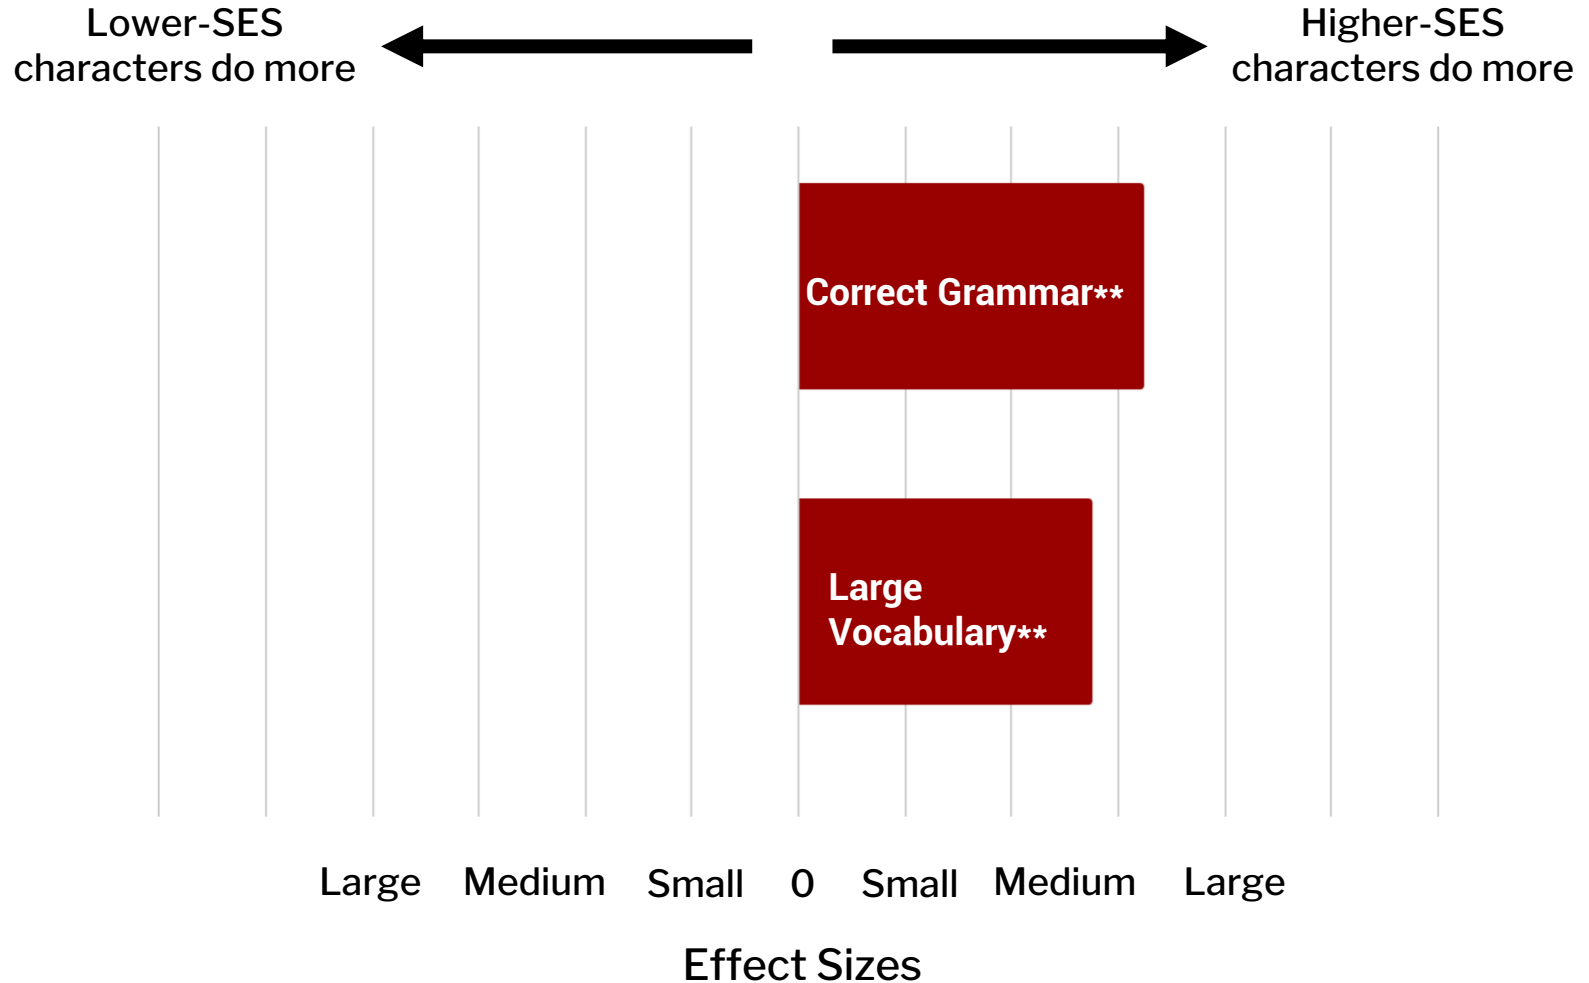 Lower-SES
characters do more
Higher-SES
characters do more
Correct Grammar**
Large
Vocabulary**
Large Medium Small 0 Small Medium Large
Effect Sizes